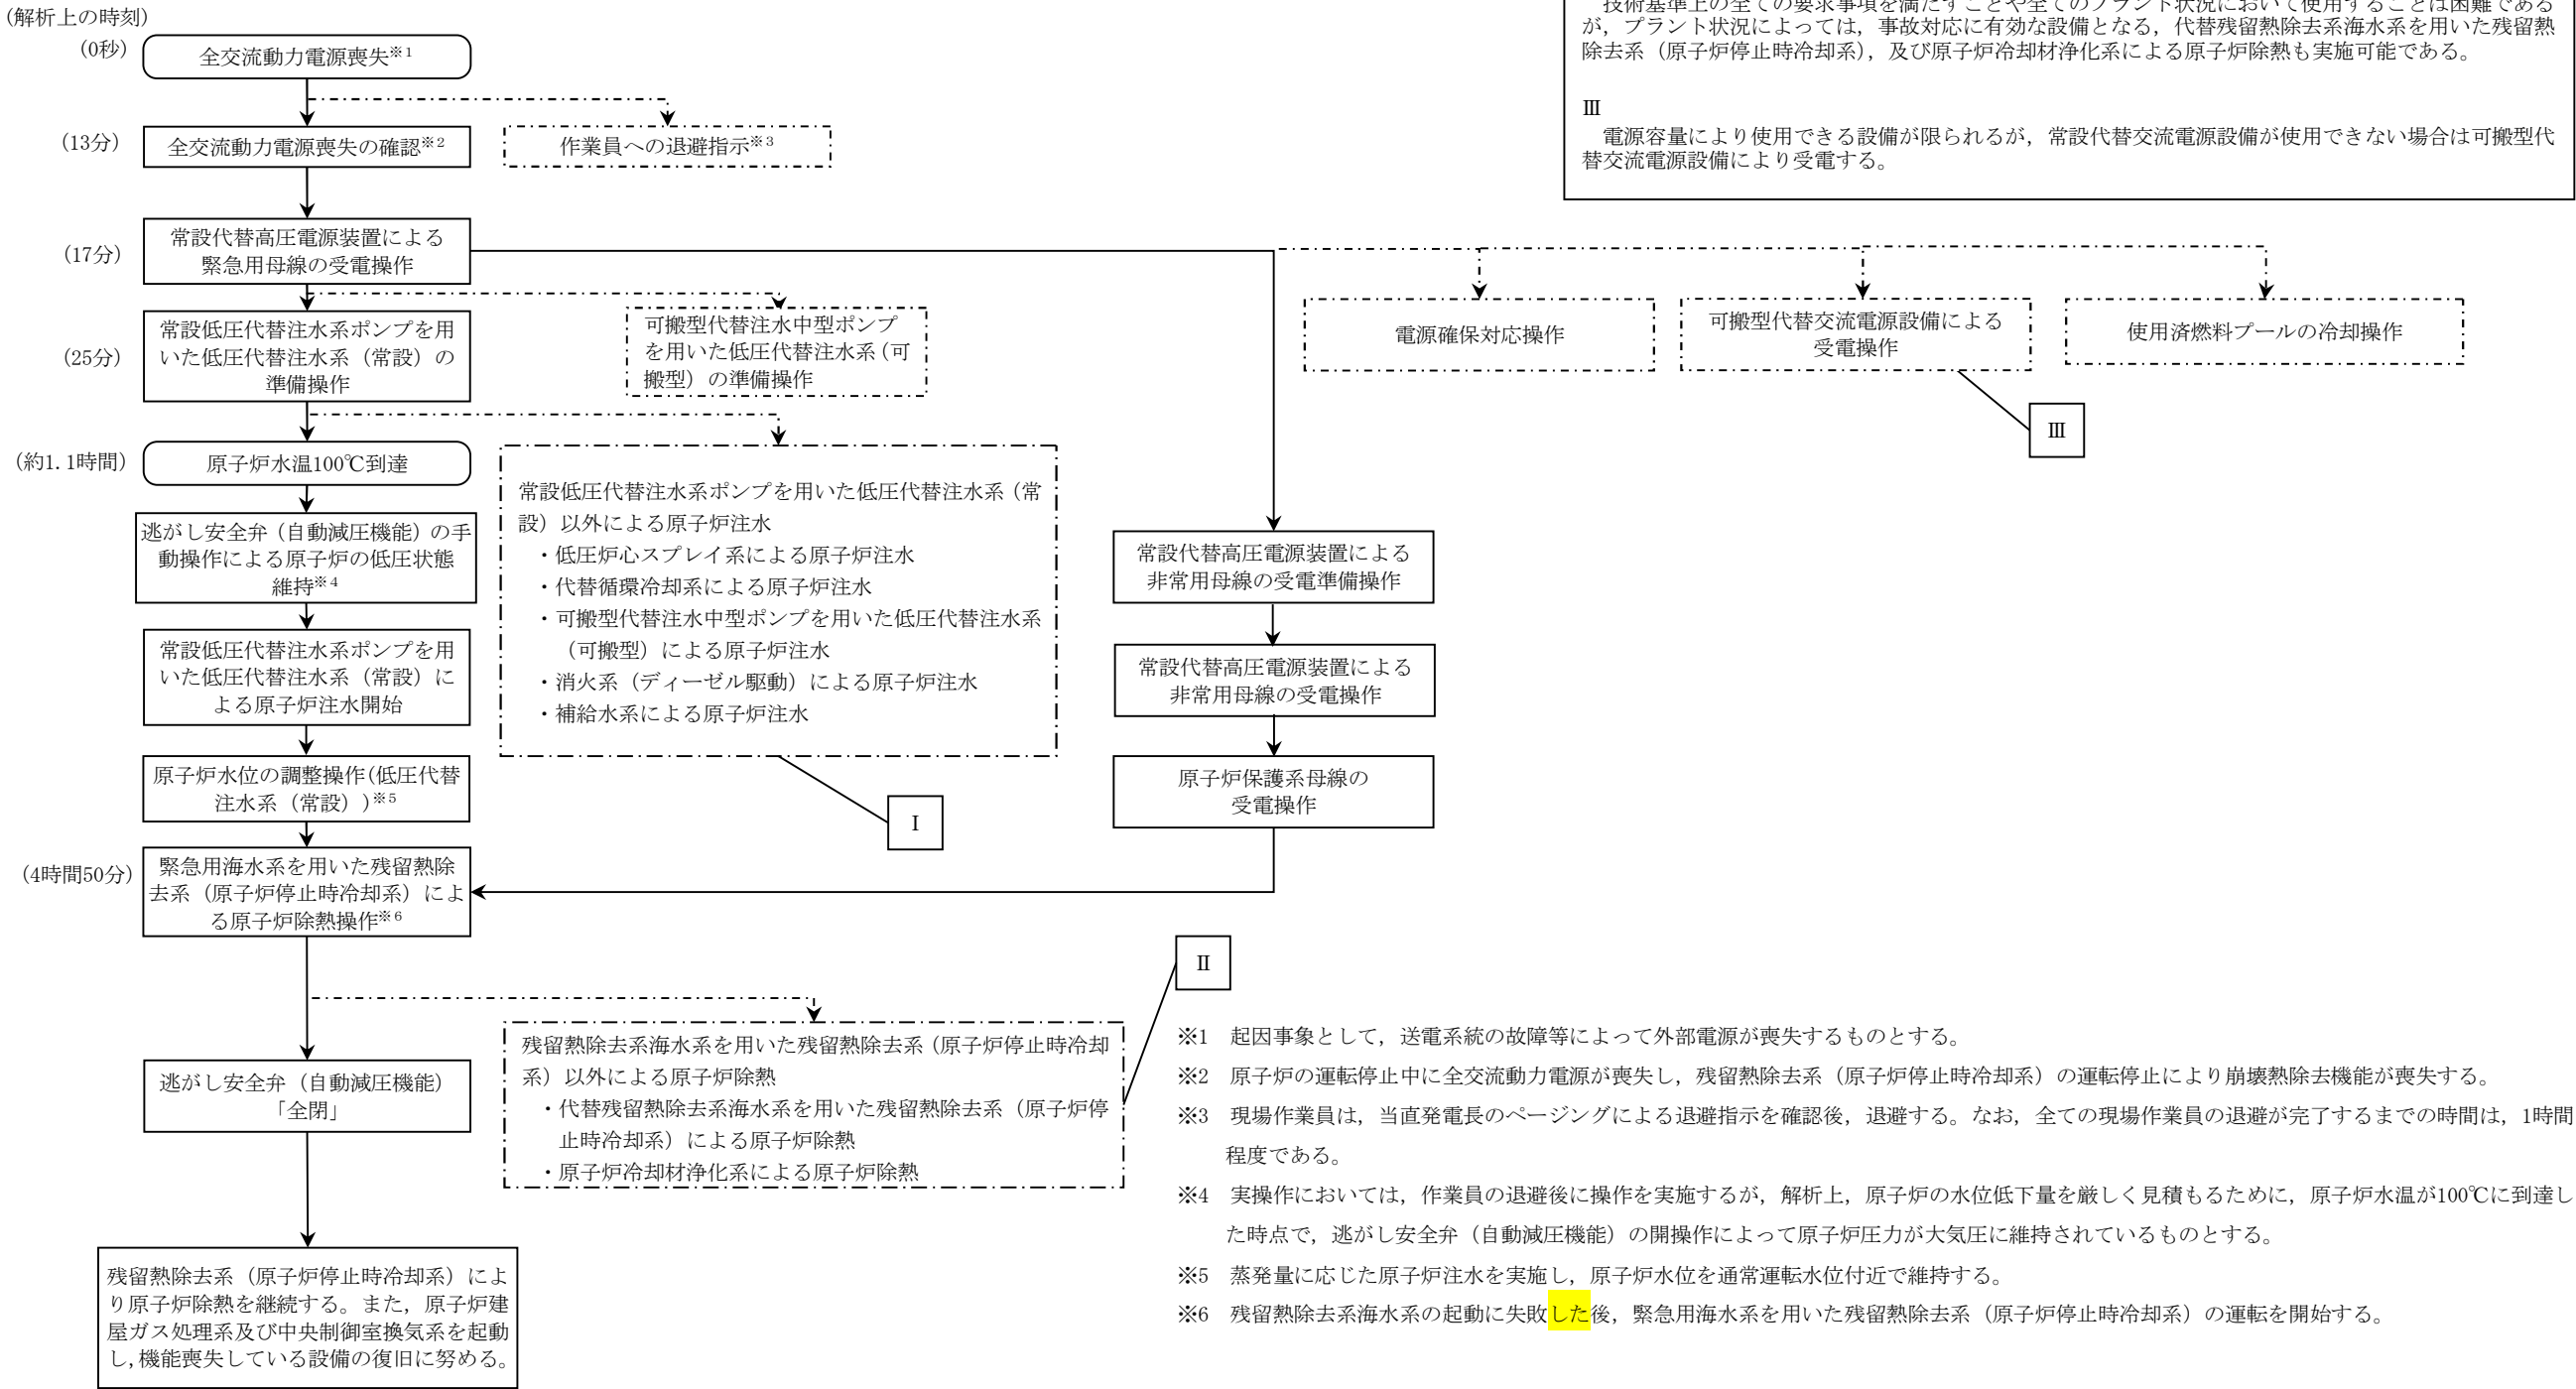 (解析上の時刻)
(0秒)
全交流動力電源喪失※1
(13分)
全交流動力電源喪失の確認※2
作業員への退避指示※3
(17分)
常設代替高圧電源装置による
緊急用母線の受電操作
(25分)
常設低圧代替注水系ポンプを用
いた低圧代替注水系（常設）の
準備操作
可搬型代替注水中型ポンプ
を用いた低圧代替注水系（可
搬型）の準備操作
(約1.1時間)
原子炉水温100℃到達
逃がし安全弁（自動減圧機能）の手
動操作による原子炉の低圧状態
維持※4
常設低圧代替注水系ポンプを用
いた低圧代替注水系（常設）に
よる原子炉注水開始
原子炉水位の調整操作（低圧代替
注水系（常設））※5
(4時間50分)
緊急用海水系を用いた残留熱除
去系（原子炉停止時冷却系）によ
る原子炉除熱操作※6
逃がし安全弁（自動減圧機能）
「全閉」
残留熱除去系（原子炉停止時冷却系）によ
り原子炉除熱を継続する。また，原子炉建
屋ガス処理系及び中央制御室換気系を起動
し，機能喪失している設備の復旧に努める。
常設低圧代替注水系ポンプを用いた低圧代替注水系（常
設）以外による原子炉注水
・低圧炉心スプレイ系による原子炉注水
・代替循環冷却系による原子炉注水
・可搬型代替注水中型ポンプを用いた低圧代替注水系
（可搬型）による原子炉注水
・消火系（ディーゼル駆動）による原子炉注水
・補給水系による原子炉注水
Ⅰ
残留熱除去系海水系を用いた残留熱除去系（原子炉停止時冷却
系）以外による原子炉除熱
・代替残留熱除去系海水系を用いた残留熱除去系（原子炉停
止時冷却系）による原子炉除熱
・原子炉冷却材浄化系による原子炉除熱
Ⅱ
常設代替高圧電源装置による
非常用母線の受電準備操作
常設代替高圧電源装置による
非常用母線の受電操作
原子炉保護系母線の
受電操作
電源確保対応操作
可搬型代替交流電源設備による
受電操作
使用済燃料プールの冷却操作
Ⅲ
技術基準上の全ての要求事項を満たすことや全てのプラント状況において使用することは困難である
が，プラント状況によっては，事故対応に有効な設備となる，代替残留熱除去系海水系を用いた残留熱
除去系（原子炉停止時冷却系），及び原子炉冷却材浄化系による原子炉除熱も実施可能である。
Ⅲ
電源容量により使用できる設備が限られるが，常設代替交流電源設備が使用できない場合は可搬型代
替交流電源設備により受電する。
※1 起因事象として，送電系統の故障等によって外部電源が喪失するものとする。
※2 原子炉の運転停止中に全交流動力電源が喪失し，残留熱除去系（原子炉停止時冷却系）の運転停止により崩壊熱除去機能が喪失する。
※3 現場作業員は，当直発電長のページングによる退避指示を確認後，退避する。なお，全ての現場作業員の退避が完了するまでの時間は，1時間
程度である。
※4 実操作においては，作業員の退避後に操作を実施するが，解析上，原子炉の水位低下量を厳しく見積もるために，原子炉水温が100℃に到達し
た時点で，逃がし安全弁（自動減圧機能）の開操作によって原子炉圧力が大気圧に維持されているものとする。
※5 蒸発量に応じた原子炉注水を実施し，原子炉水位を通常運転水位付近で維持する。
※6 残留熱除去系海水系の起動に失敗した後，緊急用海水系を用いた残留熱除去系（原子炉停止時冷却系）の運転を開始する。